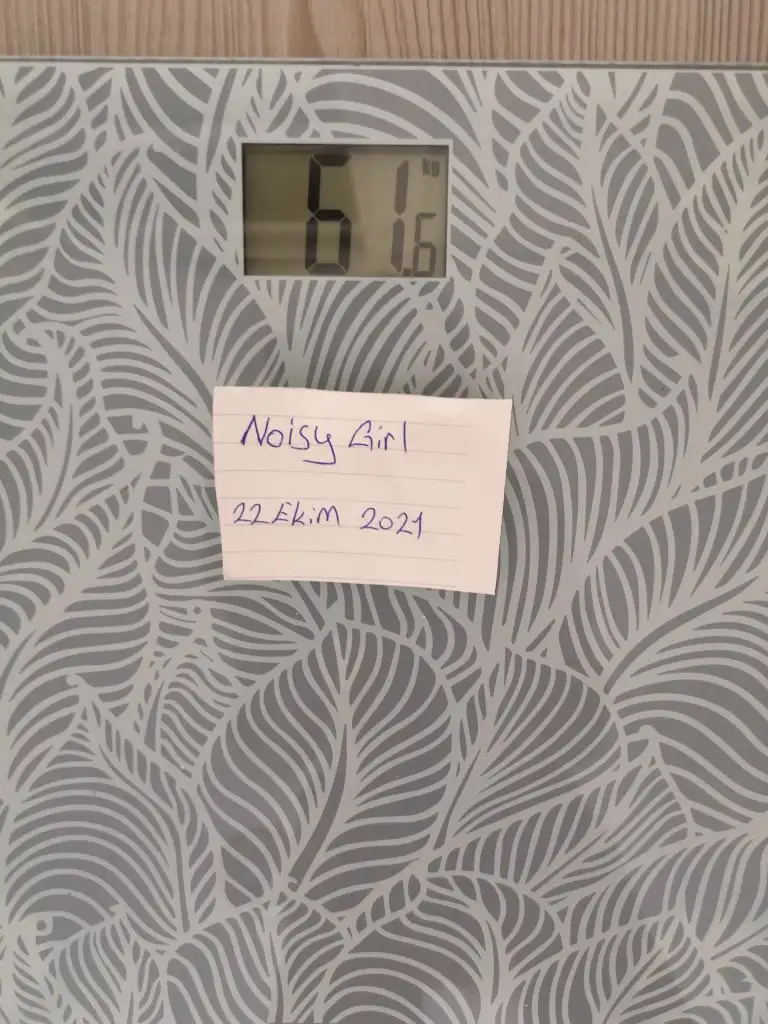 61.6 kg
Noisy Girl
22 Ekim 2021